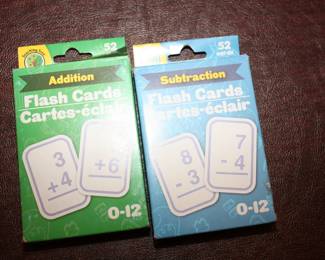 52
Addition
Flash Cards
Cartes-éclair
3
+4
+6
0-12
52
Subtraction
Flash Cards
Cartes-éclair
8
- 3
7
- 4
0-12